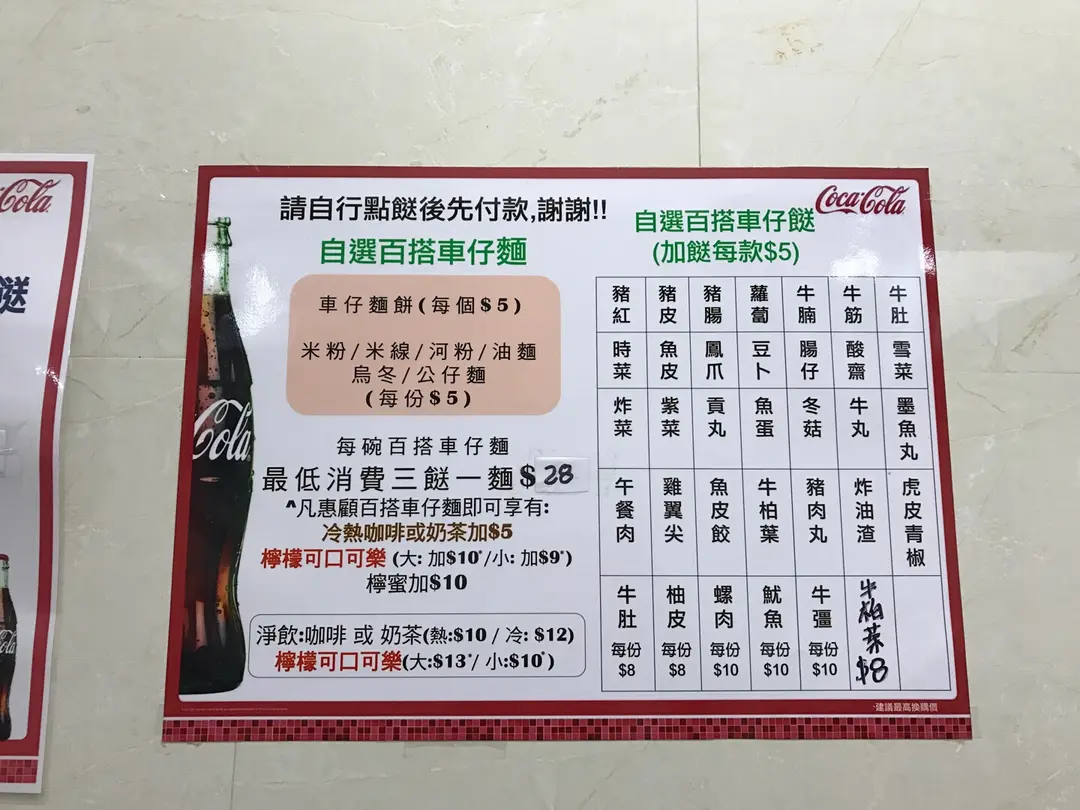 Cola
餸
請自行點餸後先付款,謝謝!!
自選百搭車仔麵
車仔麵餅(每個$5)
米粉/米線/河粉/油麵
烏冬/公仔麵
(每份$5)
每碗百搭車仔麵
最低消費三餸一麵$28
^凡惠顧百搭車仔麵即可享有:
冷熱咖啡或奶茶加$5
檸檬可口可樂 (大: 加$10*/小: 加$9*)
檸蜜加$10
淨飲:咖啡 或 奶茶(熱:$10 / 冷: $12)
檸檬可口可樂(大:$13*/ 小:$10*)
Cola
Coca-Cola
自選百搭車仔餸
(加餸每款$5)
豬紅 豬皮 豬腸 蘿蔔 牛腩 牛筋 牛肚
時菜 魚皮 鳳爪 豆卜 腸仔 酸齋 雪菜
炸菜 紫菜 貢丸 魚蛋 冬菇 牛丸 墨魚丸
午餐肉 雞翼尖 魚皮餃 牛柏葉 豬肉丸 炸油渣 虎皮青椒
牛肚 每份 $8 柚皮 每份 $8 螺肉 每份 $10 魷魚 每份 $10 牛彊 每份 $10 牛柏葉 $8
*建議最高換購價